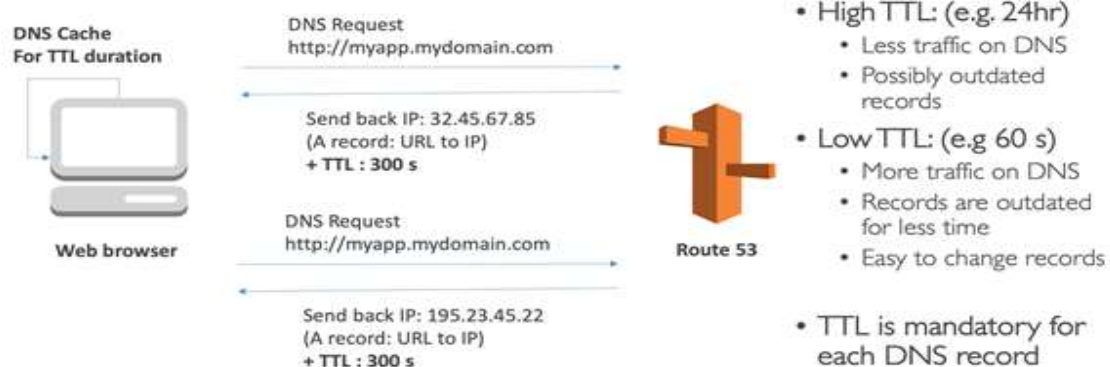 DNS Cache
For TTL duration
Web browser
DNS Request
http://myapp.mydomain.com
Send back IP: 32.45.67.85
(A record: URL to IP)
+ TTL : 300 s
DNS Request
http://myapp.mydomain.com
Send back IP: 195.23.45.22
(A record: URL to IP)
+ TTL : 300 s
Route 53
• High TTL: (e.g. 24hr)
• Less traffic on DNS
• Possibly outdated
records
• Low TTL: (e.g 60 s)
• More traffic on DNS
• Records are outdated
for less time
• Easy to change records
• TTL is mandatory for
each DNS record